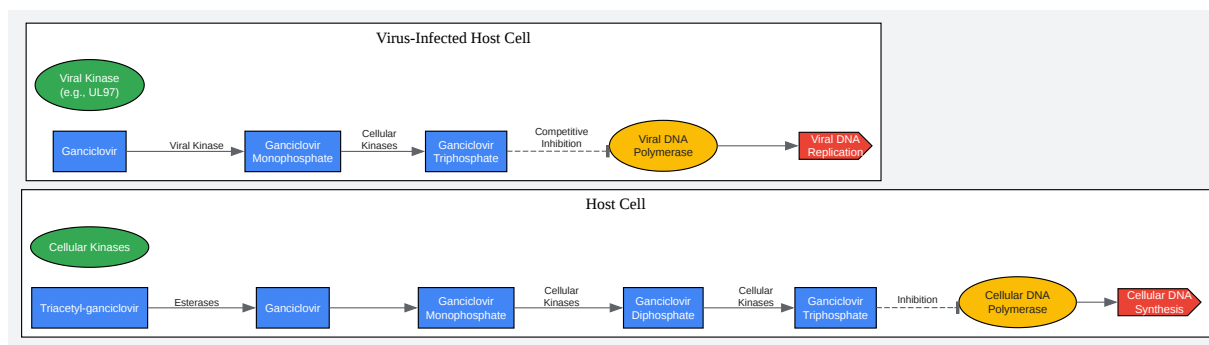 Virus-Infected Host Cell
Viral Kinase
(e.g., UL97)
Ganciclovir
Viral Kinase
Ganciclovir
Monophosphate
Cellular
Kinases
Ganciclovir
Triphosphate
Competitive
Inhibition
Viral DNA
Polymerase
Viral DNA
Replication
Host Cell
Cellular Kinases
Triacetyl-ganciclovir
Esterases
Ganciclovir
Ganciclovir
Monophosphate
Cellular
Kinases
Ganciclovir
Diphosphate
Cellular
Kinases
Ganciclovir
Triphosphate
Inhibition
Cellular DNA
Polymerase
Cellular DNA
Synthesis